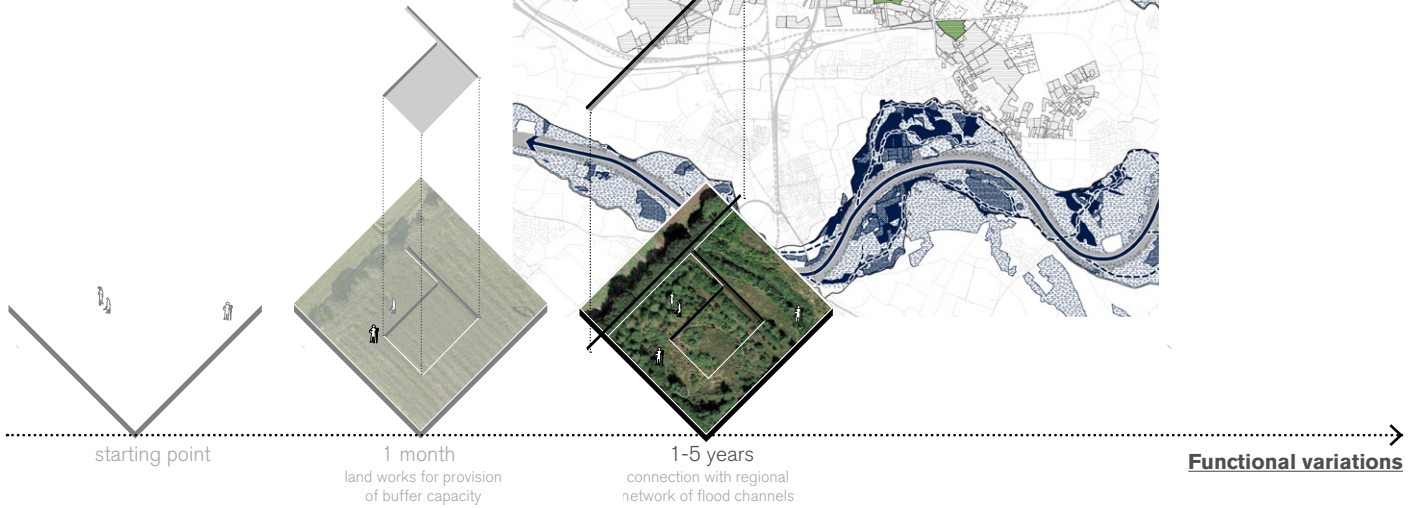 starting point
1 month
land works for provision
of buffer capacity
1-5 years
connection with regional
network of flood channels
Functional variations